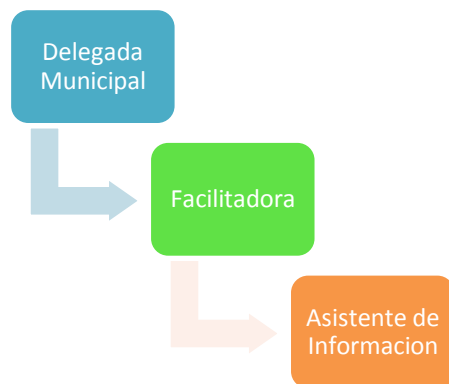 Delegada
Municipal
Facilitadora
Asistente de
Informacion